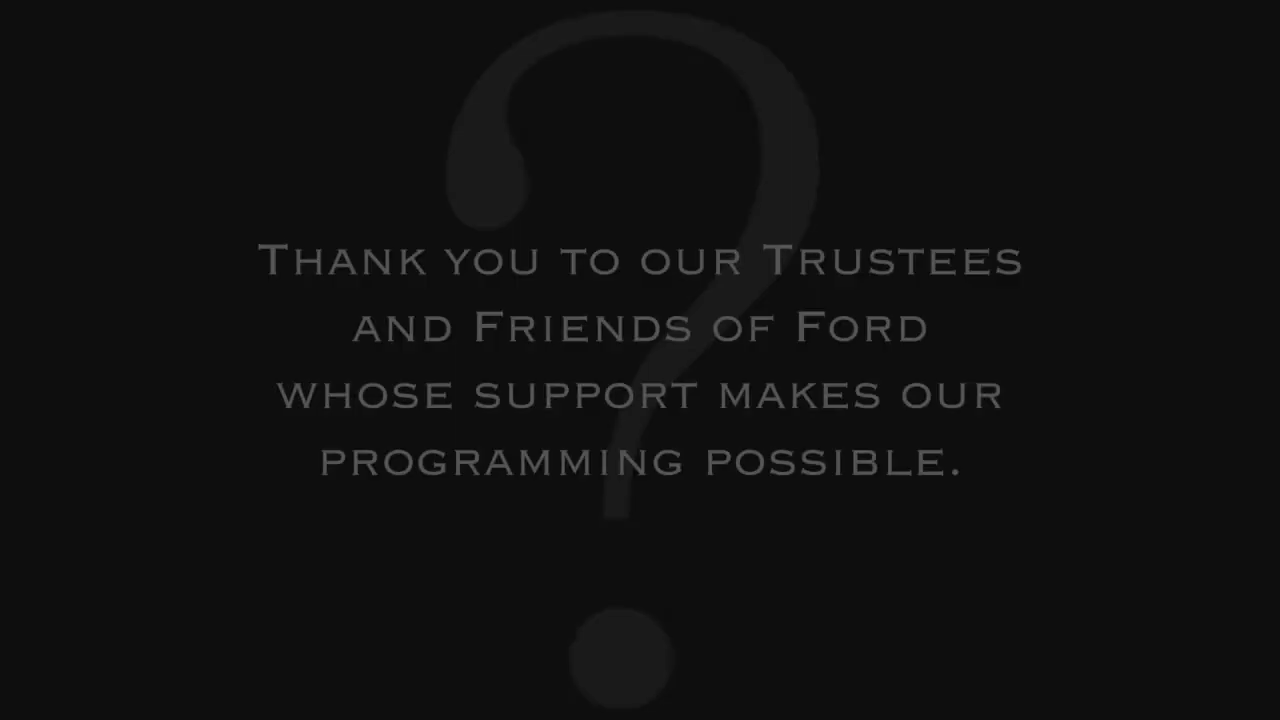 Thank you to our Trustees
and Friends of Ford
whose support makes our
programming possible.
?